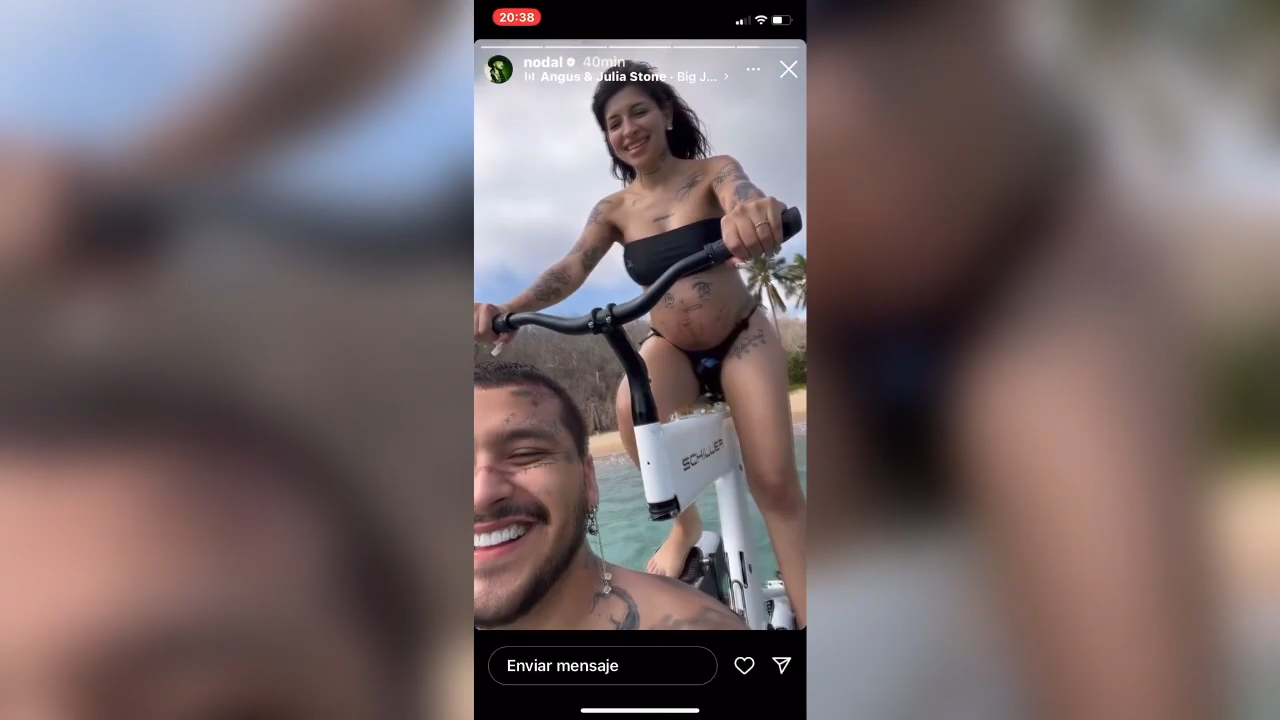 20:38
nodal 40min
Angus & Julia Stone · Big J... ›
SCHILLER
Enviar mensaje